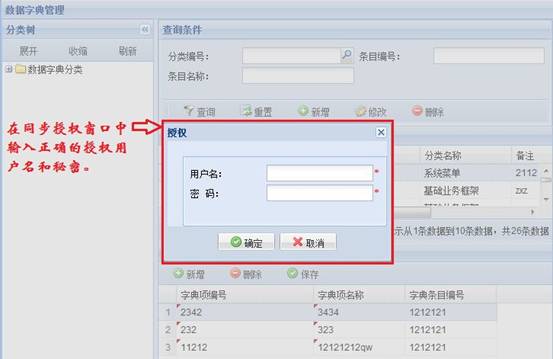 数据字典管理
分类树
展开 收缩 刷新
数据字典分类
在同步授权窗口中
输入正确的授权用
户名和秘密。
查询条件
分类编号: 条目编号:
条目名称:
查询 重置 新增 修改 删除
授权
用户名: *
密 码: *
确定 取消
分类名称 备注
系统菜单 2112
基础业务框架 zxz
示从1条数据到10条数据，共26条数据
新增 删除 保存
字典项编号 字典项名称 字典条目编号
1 2342 3434 1212121
2 232 323 1212121
3 11212 12121212qw 1212121